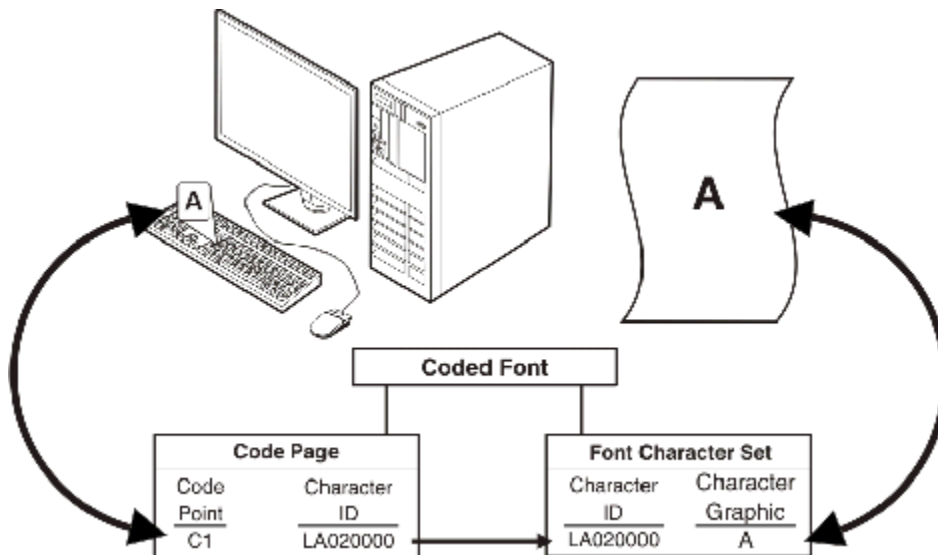 A
A
Coded Font
Code Page
Code Character
Point ID
C1 LA020000
Font Character Set
Character Character
ID Graphic
LA020000 A